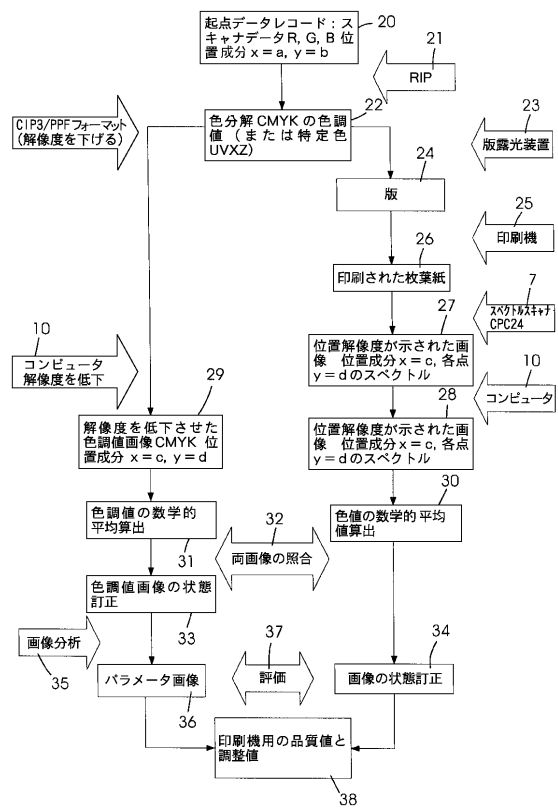 起点データレコード：ス
キャナデータR, G, B 位
置成分 x = a, y = b
20
21
RIP
CIP3/PPFフォーマット
(解像度を下げる)
色分解CMYKの色調
値（または特定色
UVXZ）
22
23
版露光装置
24
版
25
印刷機
26
印刷された枚葉紙
7
スペクトルスキャナ
CPC24
27
位置解像度が示された画
像 位置成分 x = c, 各点
y = d のスペクトル
10
コンピュータ
解像度を低下
10
コンピュータ
28
位置解像度が示された画
像 位置成分 x = c, 各点
y = d のスペクトル
29
解像度を低下させた
色調値画像CMYK 位
置成分 x = c, y = d
30
色値の数学的平均
値算出
色調値の数学的
平均算出
31
32
両画像の照合
色調値画像の状態
訂正
33
34
画像の状態訂正
画像分析
35
パラメータ画像
36
37
評価
印刷機用の品質値と
調整値
38